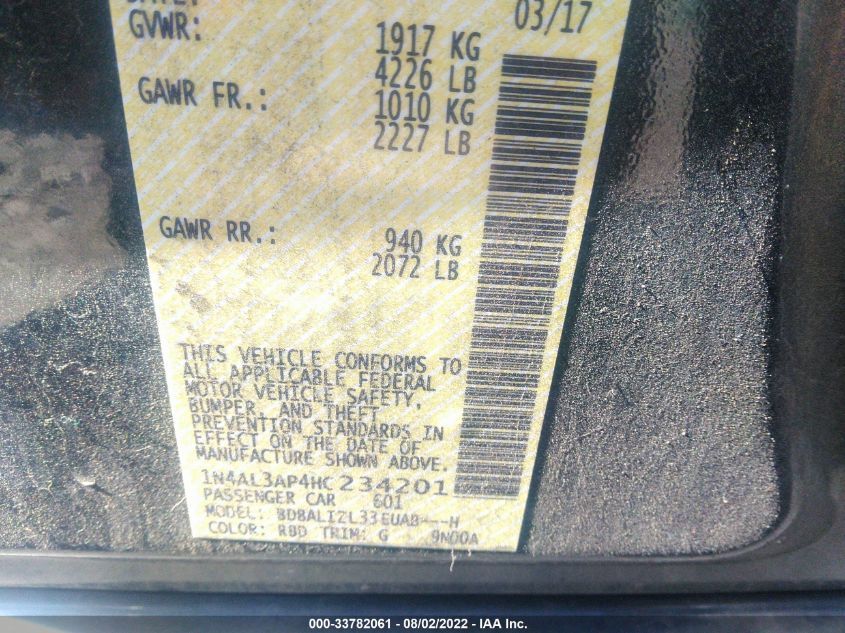 03/17
GVWR: 1917 KG
4226 LB
GAWR FR.: 1010 KG
2227 LB
GAWR RR.: 940 KG
2072 LB
THIS VEHICLE CONFORMS TO
ALL APPLICABLE FEDERAL
MOTOR VEHICLE SAFETY,
BUMPER, AND THEFT
PREVENTION STANDARDS IN
EFFECT ON THE DATE OF
MANUFACTURE SHOWN ABOVE.
1N4AL3AP4HC234201
PASSENGER CAR 601
MODEL:
COLOR: RBD TRIM: G
000-33782061 - 08/02/2022 - IAA Inc.